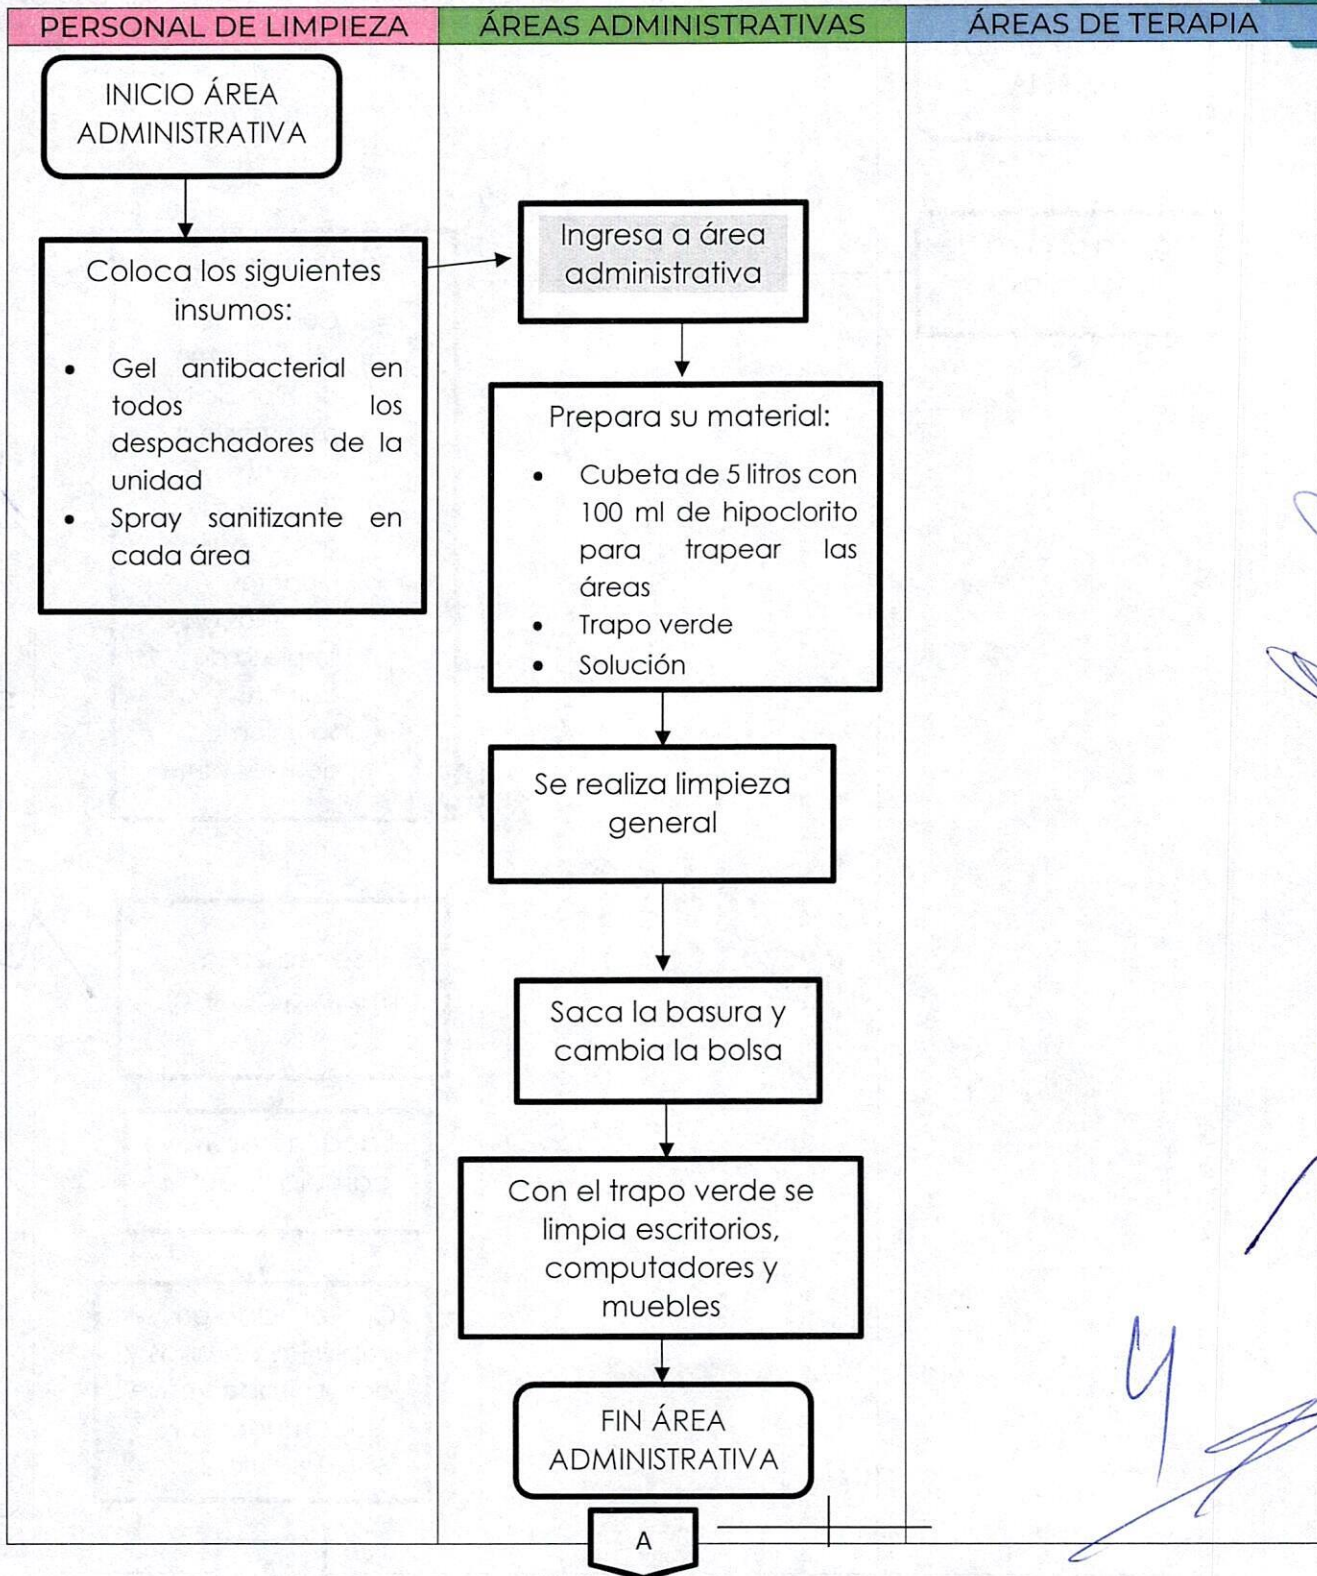 PERSONAL DE LIMPIEZA
ÁREAS ADMINISTRATIVAS
ÁREAS DE TERAPIA
INICIO ÁREA
ADMINISTRATIVA
Coloca los siguientes
insumos:
• Gel antibacterial en
todos los
despachadores de la
unidad
• Spray sanitizante en
cada área
Ingresa a área
administrativa
Prepara su material:
• Cubeta de 5 litros con
100 ml de hipoclorito
para trapear las
áreas
• Trapo verde
• Solución
Se realiza limpieza
general
Saca la basura y
cambia la bolsa
Con el trapo verde se
limpia escritorios,
computadores y
muebles
FIN ÁREA
ADMINISTRATIVA
A